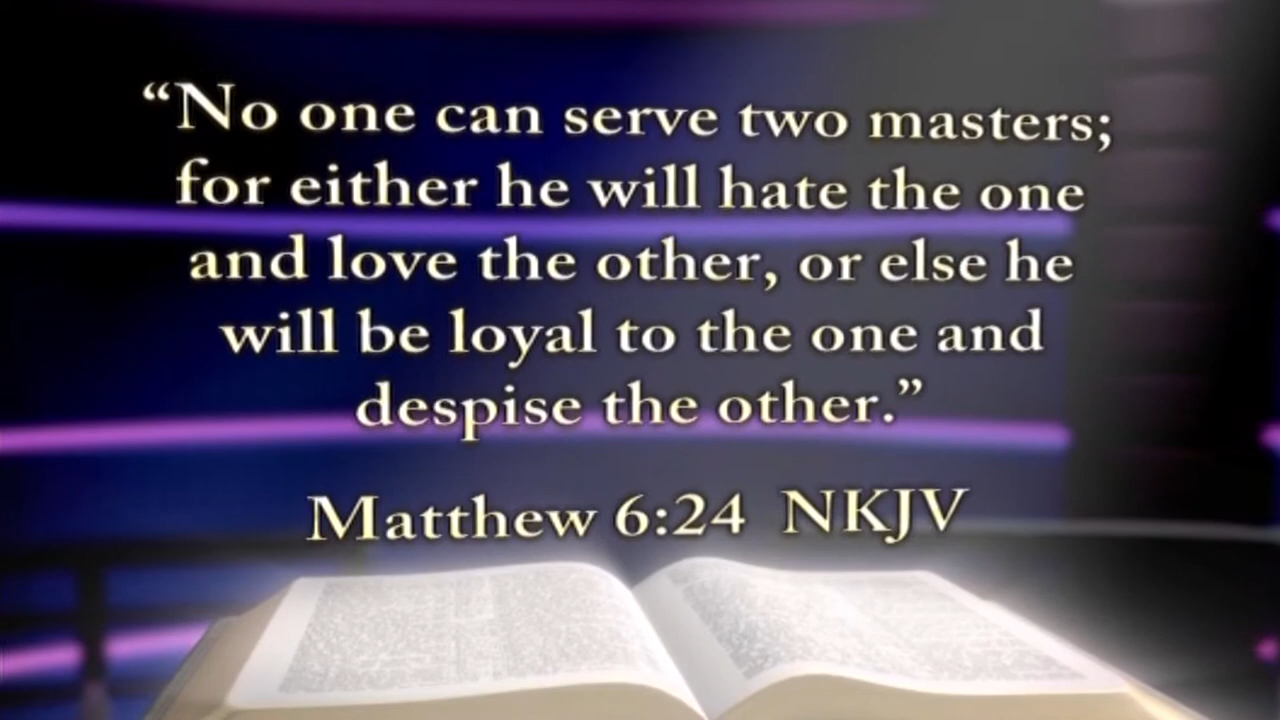 “No one can serve two masters;
for either he will hate the one
and love the other, or else he
will be loyal to the one and
despise the other.”
Matthew 6:24 NKJV